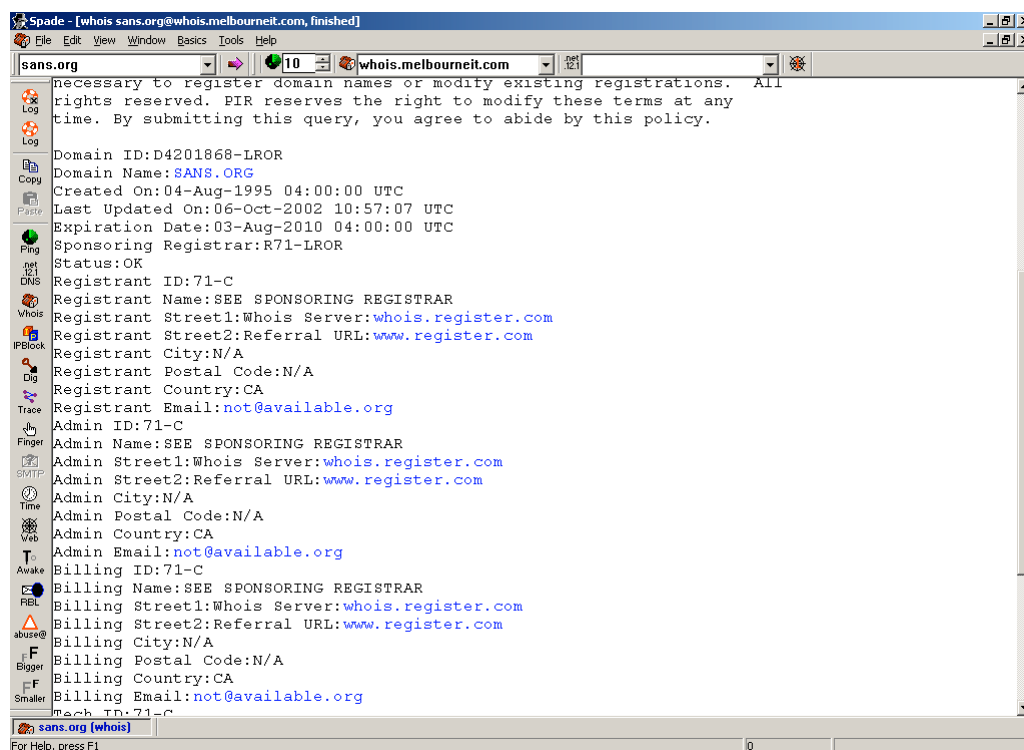 Spade - [whois sans.org@whois.melbourneit.com, finished]
File Edit View Window Basics Tools Help
sans.org 10 whois.melbourneit.com .net 12.1
Log
Log
Copy
Paste
Ping
.net 12.1 DNS
Whois
IPBlock
Dig
Trace
Finger
SMTP
Time
Web
Awake
RBL
abuse@
Bigger
Smaller
necessary to register domain names or modify existing registrations. All
rights reserved. PIR reserves the right to modify these terms at any
time. By submitting this query, you agree to abide by this policy.
Domain ID:D4201868-LROR
Domain Name:SANS.ORG
Created On:04-Aug-1995 04:00:00 UTC
Last Updated On:06-Oct-2002 10:57:07 UTC
Expiration Date:03-Aug-2010 04:00:00 UTC
Sponsoring Registrar:R71-LROR
Status:OK
Registrant ID:71-C
Registrant Name:SEE SPONSORING REGISTRAR
Registrant Street1:Whois Server:whois.register.com
Registrant Street2:Referral URL:www.register.com
Registrant City:N/A
Registrant Postal Code:N/A
Registrant Country:CA
Registrant Email:not@available.org
Admin ID:71-C
Admin Name:SEE SPONSORING REGISTRAR
Admin Street1:Whois Server:whois.register.com
Admin Street2:Referral URL:www.register.com
Admin City:N/A
Admin Postal Code:N/A
Admin Country:CA
Admin Email:not@available.org
Billing ID:71-C
Billing Name:SEE SPONSORING REGISTRAR
Billing Street1:Whois Server:whois.register.com
Billing Street2:Referral URL:www.register.com
Billing City:N/A
Billing Postal Code:N/A
Billing Country:CA
Billing Email:not@available.org
Tech ID:71-C
sans.org (whois)
For Help, press F1
0